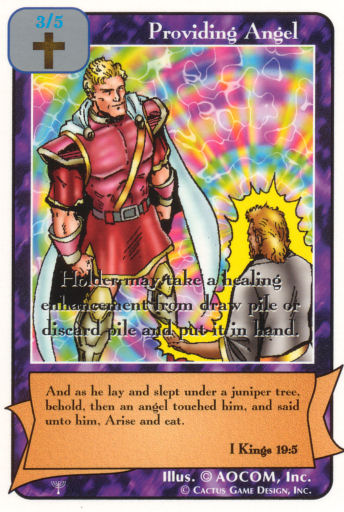 3/5
Providing Angel
Holder may take a healing
enhancement from draw pile or
discard pile and put it in hand.
And as he lay and slept under a juniper tree,
behold, then an angel touched him, and said
unto him, Arise and eat.
I Kings 19:5
Illus. © AOCOM, Inc.
© Cactus Game Design, Inc.